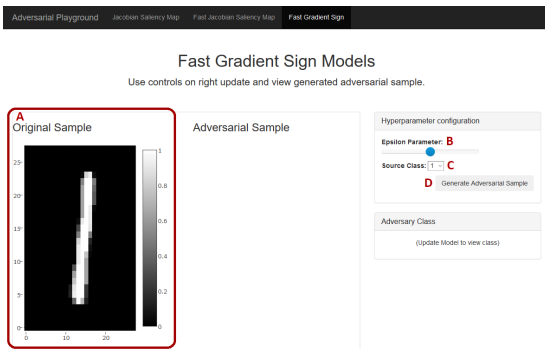 Adversarial Playground Jacobian Saliency Map Fast Jacobian Saliency Map Fast Gradient Sign
Fast Gradient Sign Models
Use controls on right update and view generated adversarial sample.
A
Original Sample
Adversarial Sample
1
0.8
0.6
0.4
0.2
0
25
20
15
10
5
0
0 10 20
Hyperparameter configuration
Epsilon Parameter: B
Source Class: 1 C
D Generate Adversarial Sample
Adversary Class
(Update Model to view class)